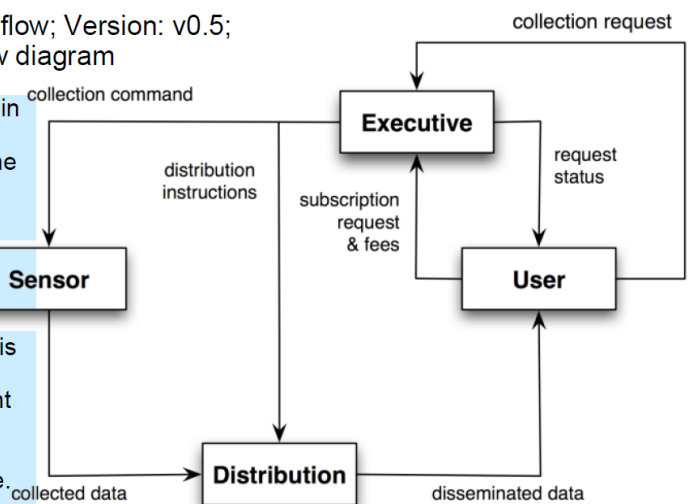 flow; Version: v0.5;
diagram
collection request
in
collection command
Executive
distribution
instructions
request
status
subscription
request
& fees
Sensor
User
is
Distribution
collected data
disseminated data